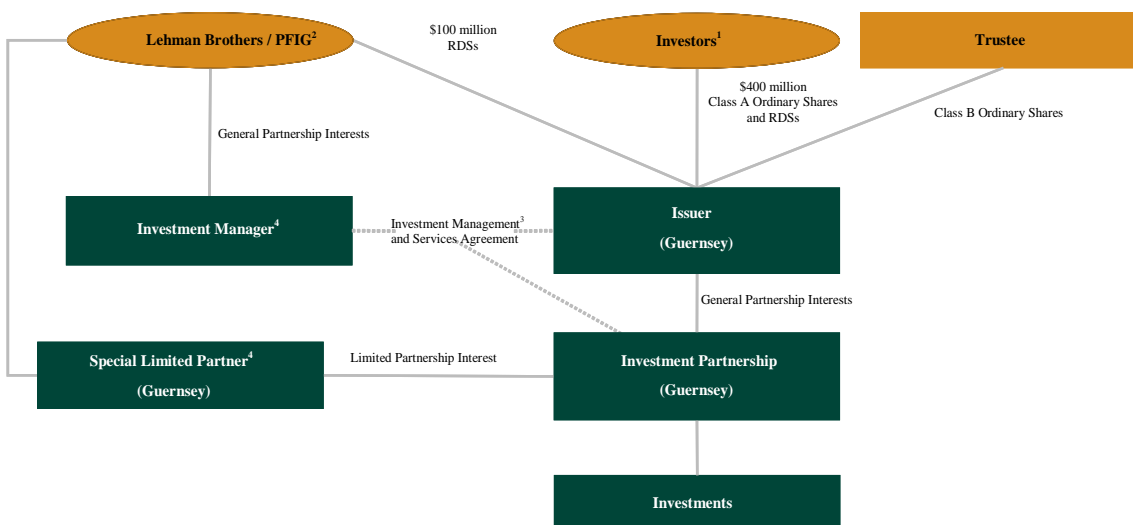 Lehman Brothers / PFIG2
$100 million
RDSs
Investors1
Trustee
$400 million
Class A Ordinary Shares
and RDSs
Class B Ordinary Shares
General Partnership Interests
Investment Manager4
Investment Management3
and Services Agreement
Issuer
(Guernsey)
General Partnership Interests
Special Limited Partner4
(Guernsey)
Limited Partnership Interest
Investment Partnership
(Guernsey)
Investments